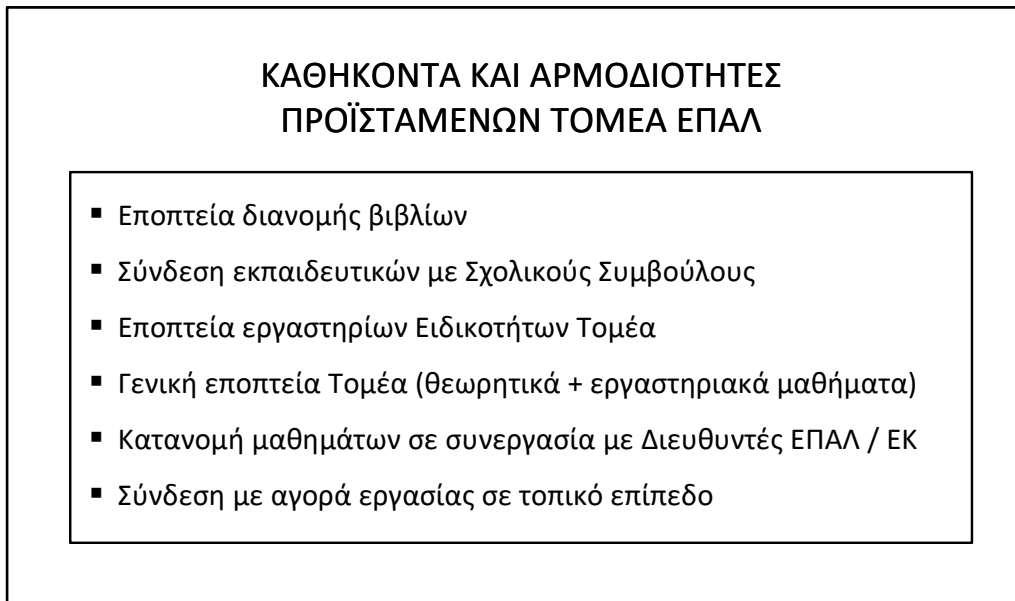 ΚΑΘΗΚΟΝΤΑ ΚΑΙ ΑΡΜΟΔΙΟΤΗΤΕΣ
ΠΡΟΪΣΤΑΜΕΝΩΝ ΤΟΜΕΑ ΕΠΑΛ
▪ Εποπτεία διανομής βιβλίων
▪ Σύνδεση εκπαιδευτικών με Σχολικούς Συμβούλους
▪ Εποπτεία εργαστηρίων Ειδικοτήτων Τομέα
▪ Γενική εποπτεία Τομέα (θεωρητικά + εργαστηριακά μαθήματα)
▪ Κατανομή μαθημάτων σε συνεργασία με Διευθυντές ΕΠΑΛ / ΕΚ
▪ Σύνδεση με αγορά εργασίας σε τοπικό επίπεδο